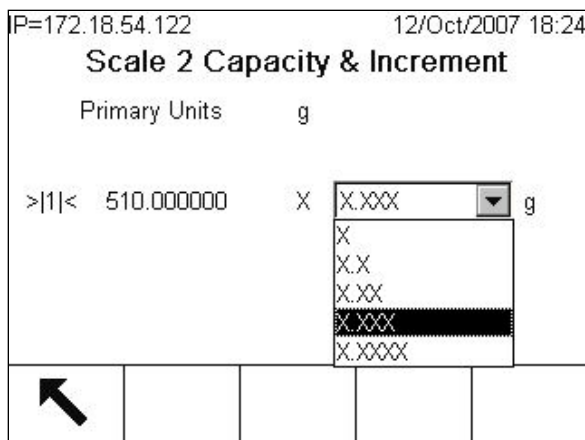 IP=172.18.54.122 12/Oct/2007 18:24
Scale 2 Capacity & Increment
Primary Units g
>|1|< 510.000000 X X.XXX g
X
X.X
X.XX
X.XXX
X.XXXX